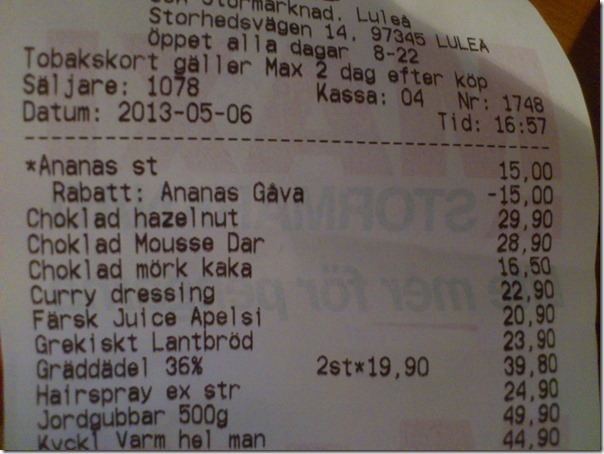 Stormarknad. Luleå
Storhedsvägen 14, 97345 LULEÅ
Öppet alla dagar 8-22
Tobakskort gäller Max 2 dag efter köp
Säljare: 1078 Kassa: 04 Nr: 1748
Datum: 2013-05-06 Tid: 16:57
*Ananas st 15,00
Rabatt: Ananas Gåva -15,00
Choklad hazelnut 29,90
Choklad Mousse Dar 28,90
Choklad mörk kaka 16,50
Curry dressing 22,90
Färsk Juice Apelsi 20,90
Grekiskt Lantbröd 23,90
Gräddädel 36% 2st*19,90 39,80
Hairspray ex str 24,90
Jordgubbar 500g 49,90
Kyckl Varm hel man 44,90